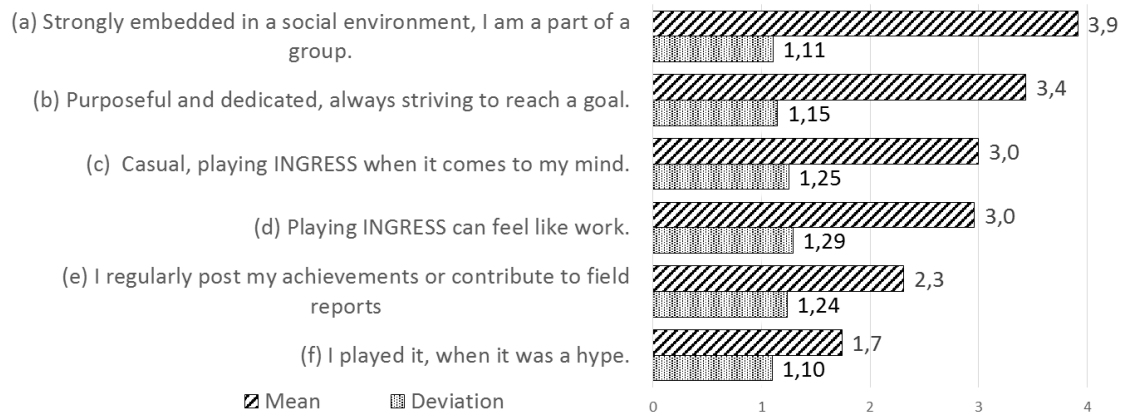 (a) Strongly embedded in a social environment, I am a part of a
group.
3,9
1,11
(b) Purposeful and dedicated, always striving to reach a goal.
3,4
1,15
(c) Casual, playing INGRESS when it comes to my mind.
3,0
1,25
(d) Playing INGRESS can feel like work.
3,0
1,29
(e) I regularly post my achievements or contribute to field
reports
2,3
1,24
(f) I played it, when it was a hype.
1,7
1,10
Mean Deviation
0 1 2 3 4